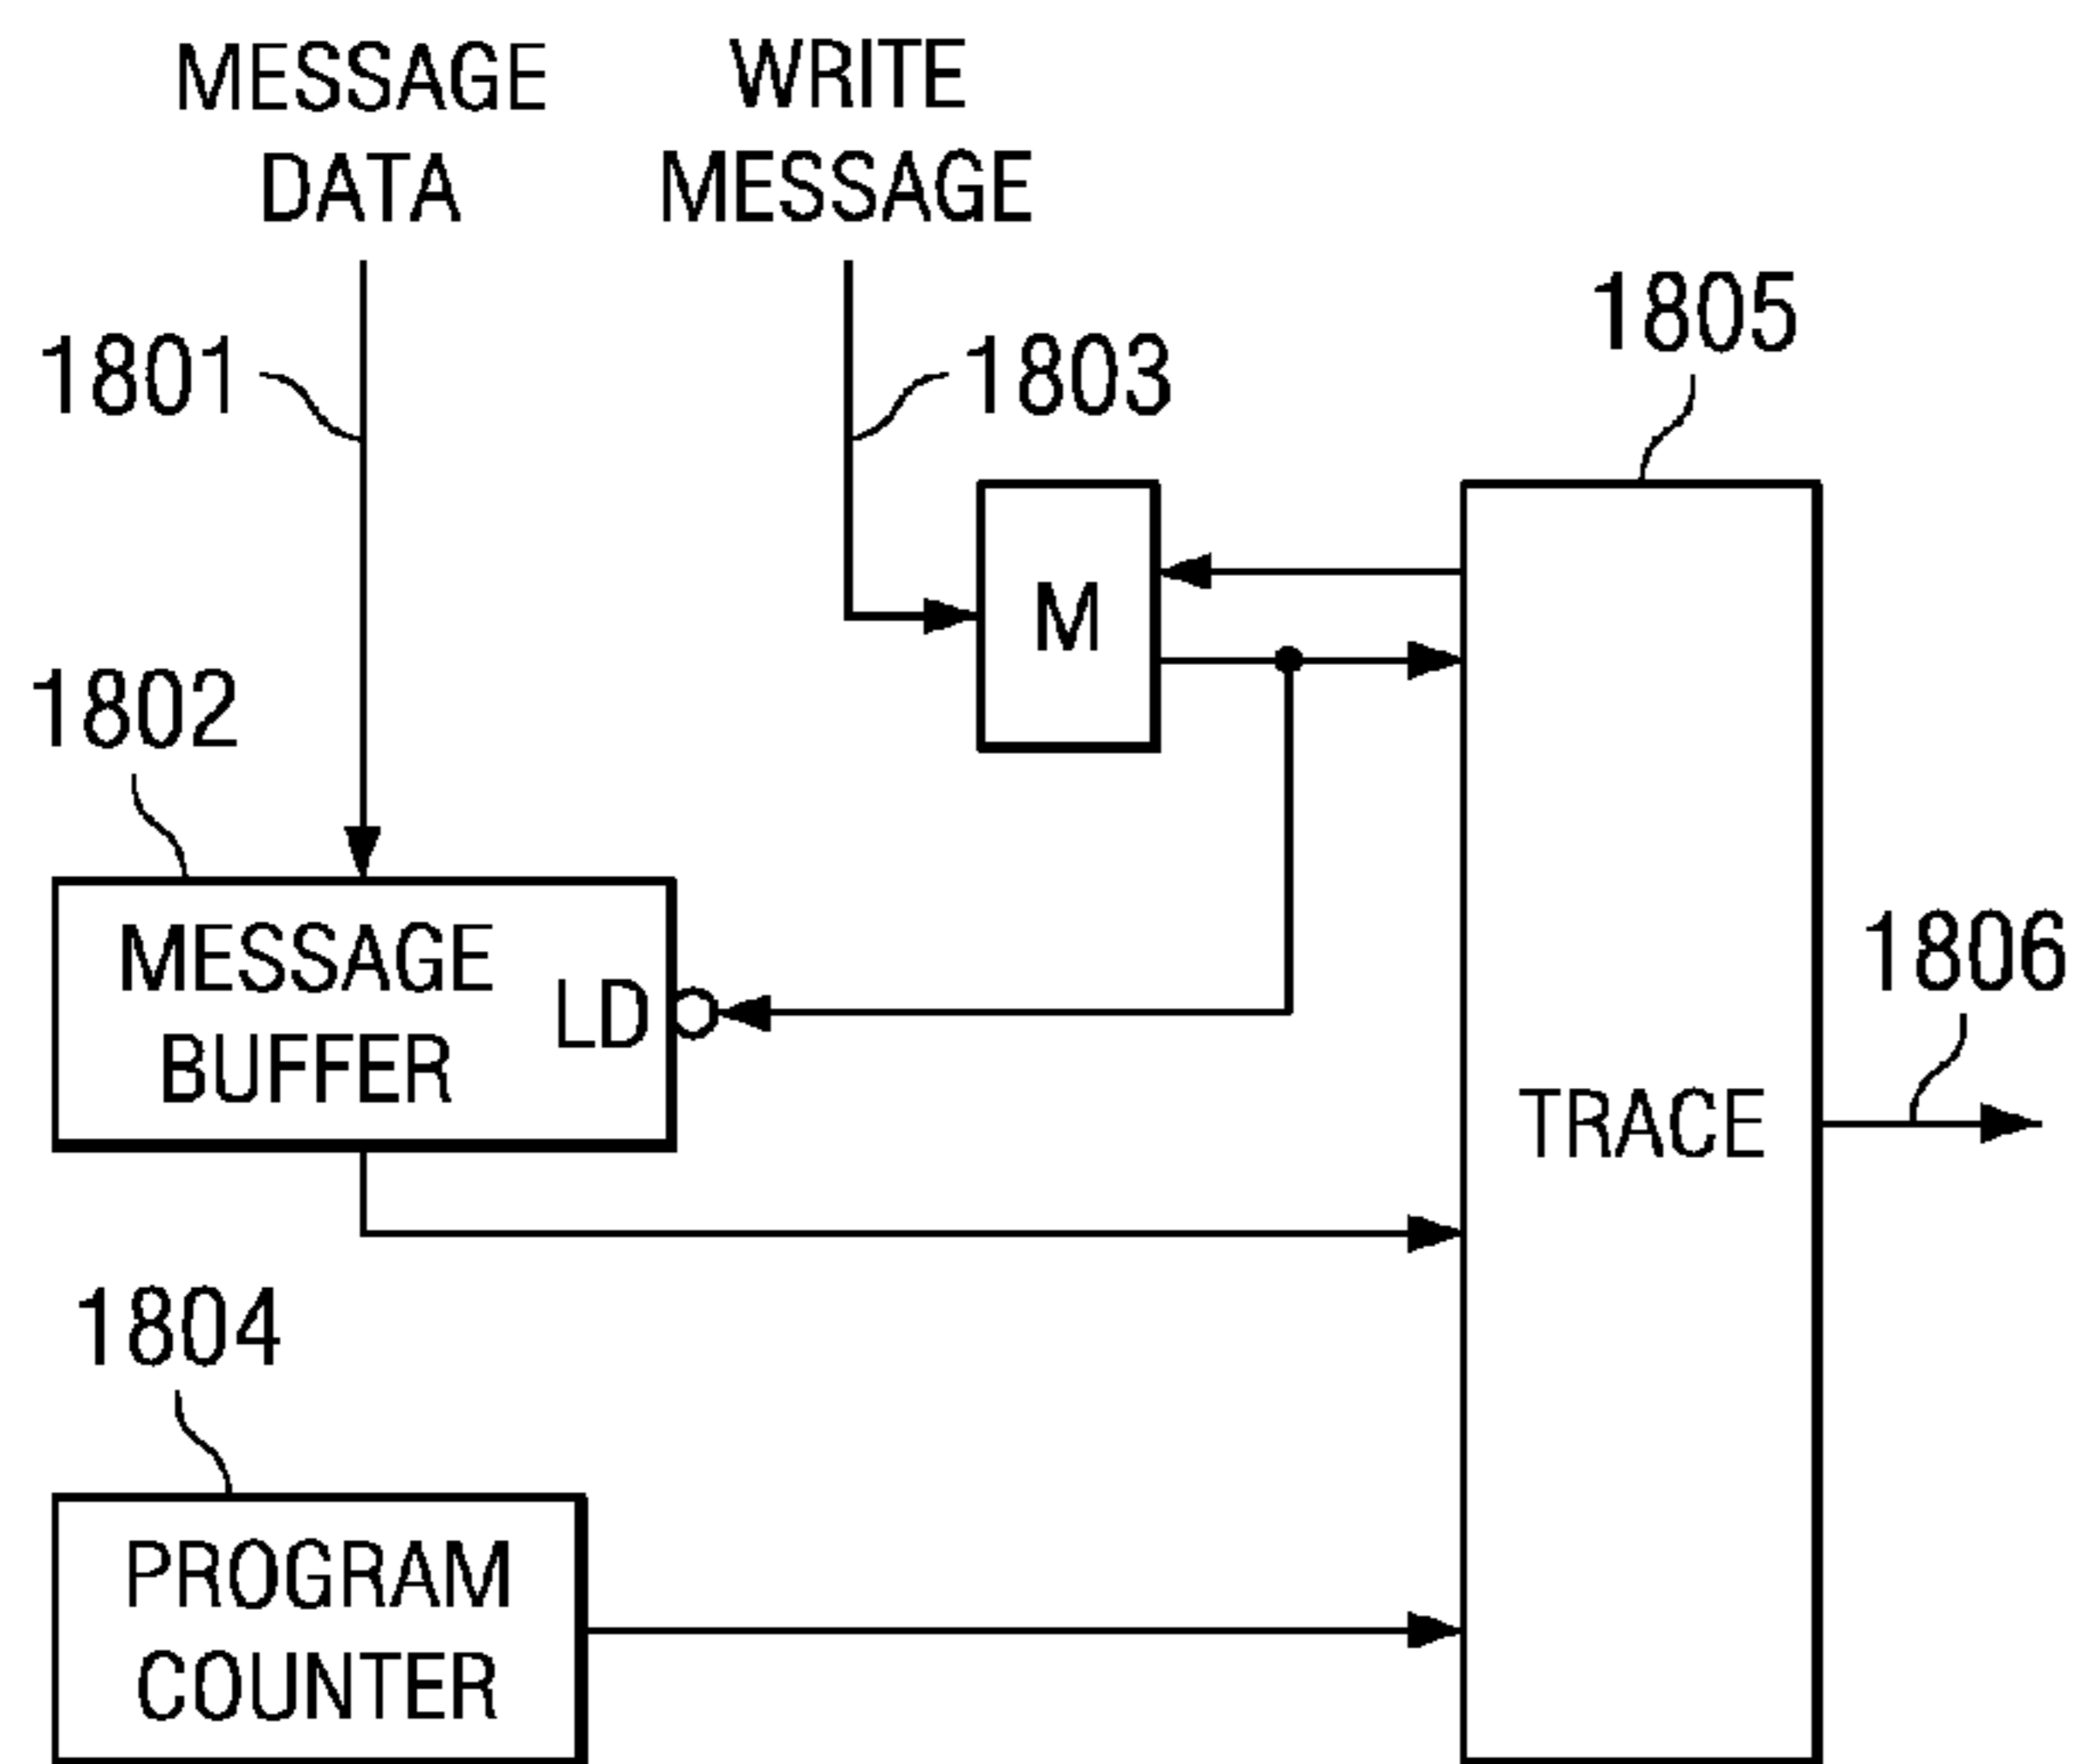 MESSAGE
DATA
WRITE
MESSAGE
1801
1803
1805
M
1802
MESSAGE
BUFFER
LD
1806
TRACE
1804
PROGRAM
COUNTER